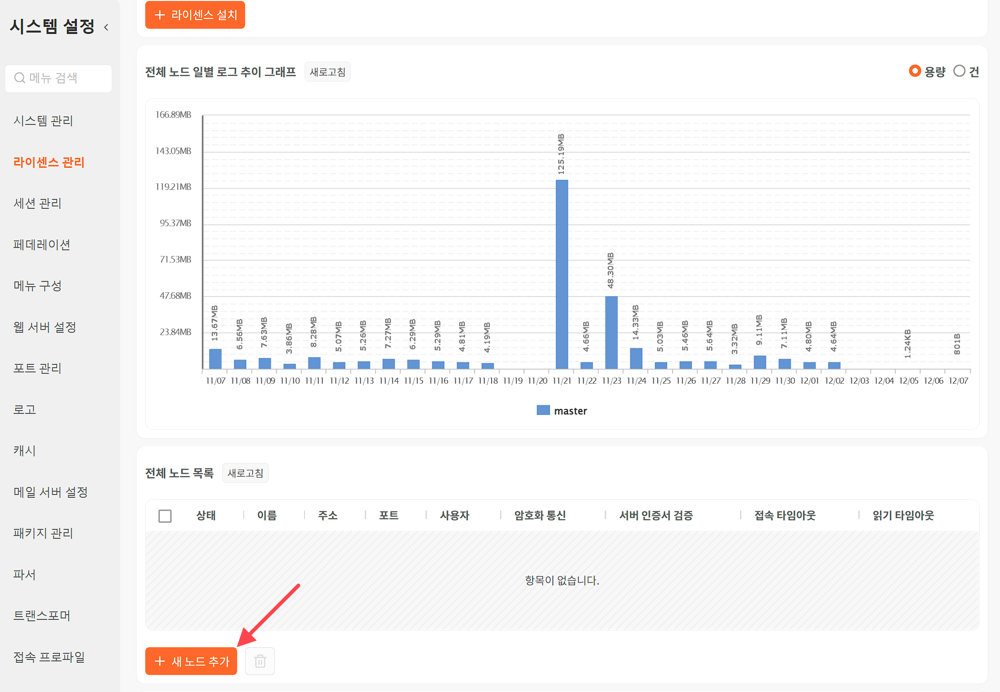 시스템 설정
메뉴 검색
시스템 관리
라이센스 관리
세션 관리
페데레이션
메뉴 구성
웹 서버 설정
포트 관리
로고
캐시
메일 서버 설정
패키지 관리
파서
트랜스포머
접속 프로파일
+ 라이센스 설치
전체 노드 일별 로그 추이 그래프 새로고침 용량 건
166.89MB
143.05MB
119.21MB
95.37MB
71.53MB
47.68MB
23.84MB
13.67MB 6.56MB 7.63MB 3.86MB 8.28MB 5.07MB 5.26MB 7.27MB 6.29MB 5.29MB 4.81MB 4.19MB 125.19MB 4.66MB 48.30MB 14.33MB 5.03MB 5.46MB 5.64MB 3.32MB 9.11MB 7.11MB 4.80MB 4.64MB 1.24KB 801B
11/07 11/08 11/09 11/10 11/11 11/12 11/13 11/14 11/15 11/16 11/17 11/18 11/19 11/20 11/21 11/22 11/23 11/24 11/25 11/26 11/27 11/28 11/29 11/30 12/01 12/02 12/03 12/04 12/05 12/06 12/07
master
전체 노드 목록 새로고침
상태 이름 주소 포트 사용자 암호화 통신 서버 인증서 검증 접속 타임아웃 읽기 타임아웃
항목이 없습니다.
+ 새 노드 추가